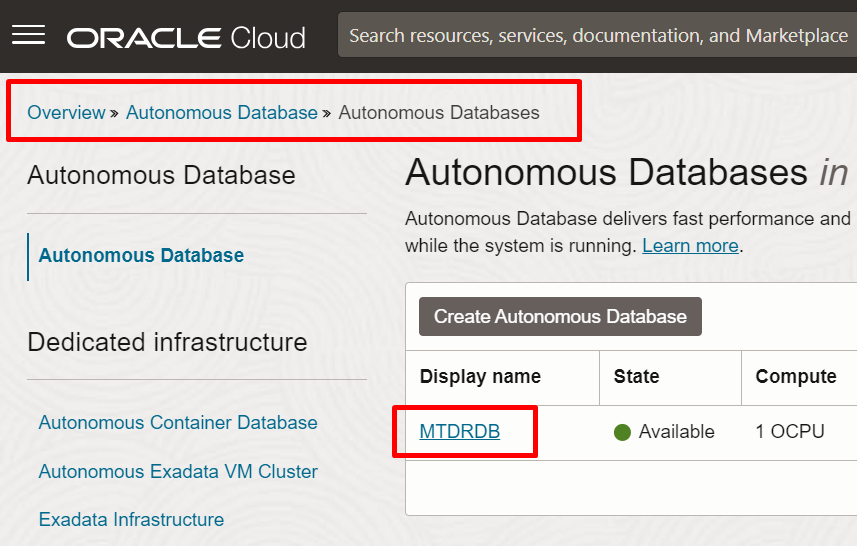 ORACLE Cloud
Search resources, services, documentation, and Marketplace
Overview » Autonomous Database » Autonomous Databases
Autonomous Database
Autonomous Database
Dedicated infrastructure
Autonomous Container Database
Autonomous Exadata VM Cluster
Exadata Infrastructure
Autonomous Databases in
Autonomous Database delivers fast performance and
while the system is running. Learn more.
Create Autonomous Database
Display name State Compute
MTDRDB Available 1 OCPU